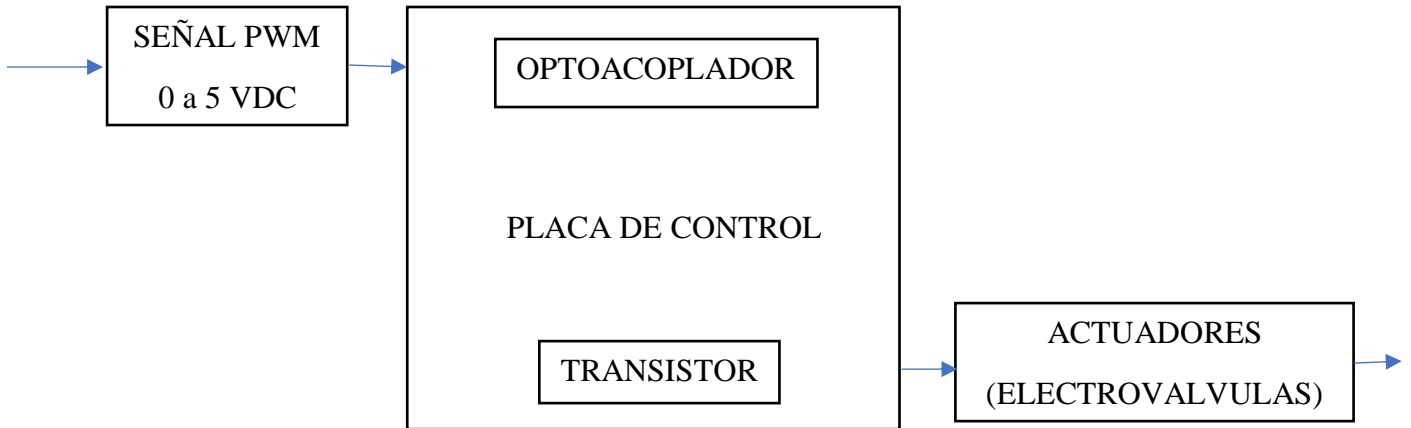 SEÑAL PWM
0 a 5 VDC
OPTOACOPLADOR
PLACA DE CONTROL
TRANSISTOR
ACTUADORES
(ELECTROVALVULAS)